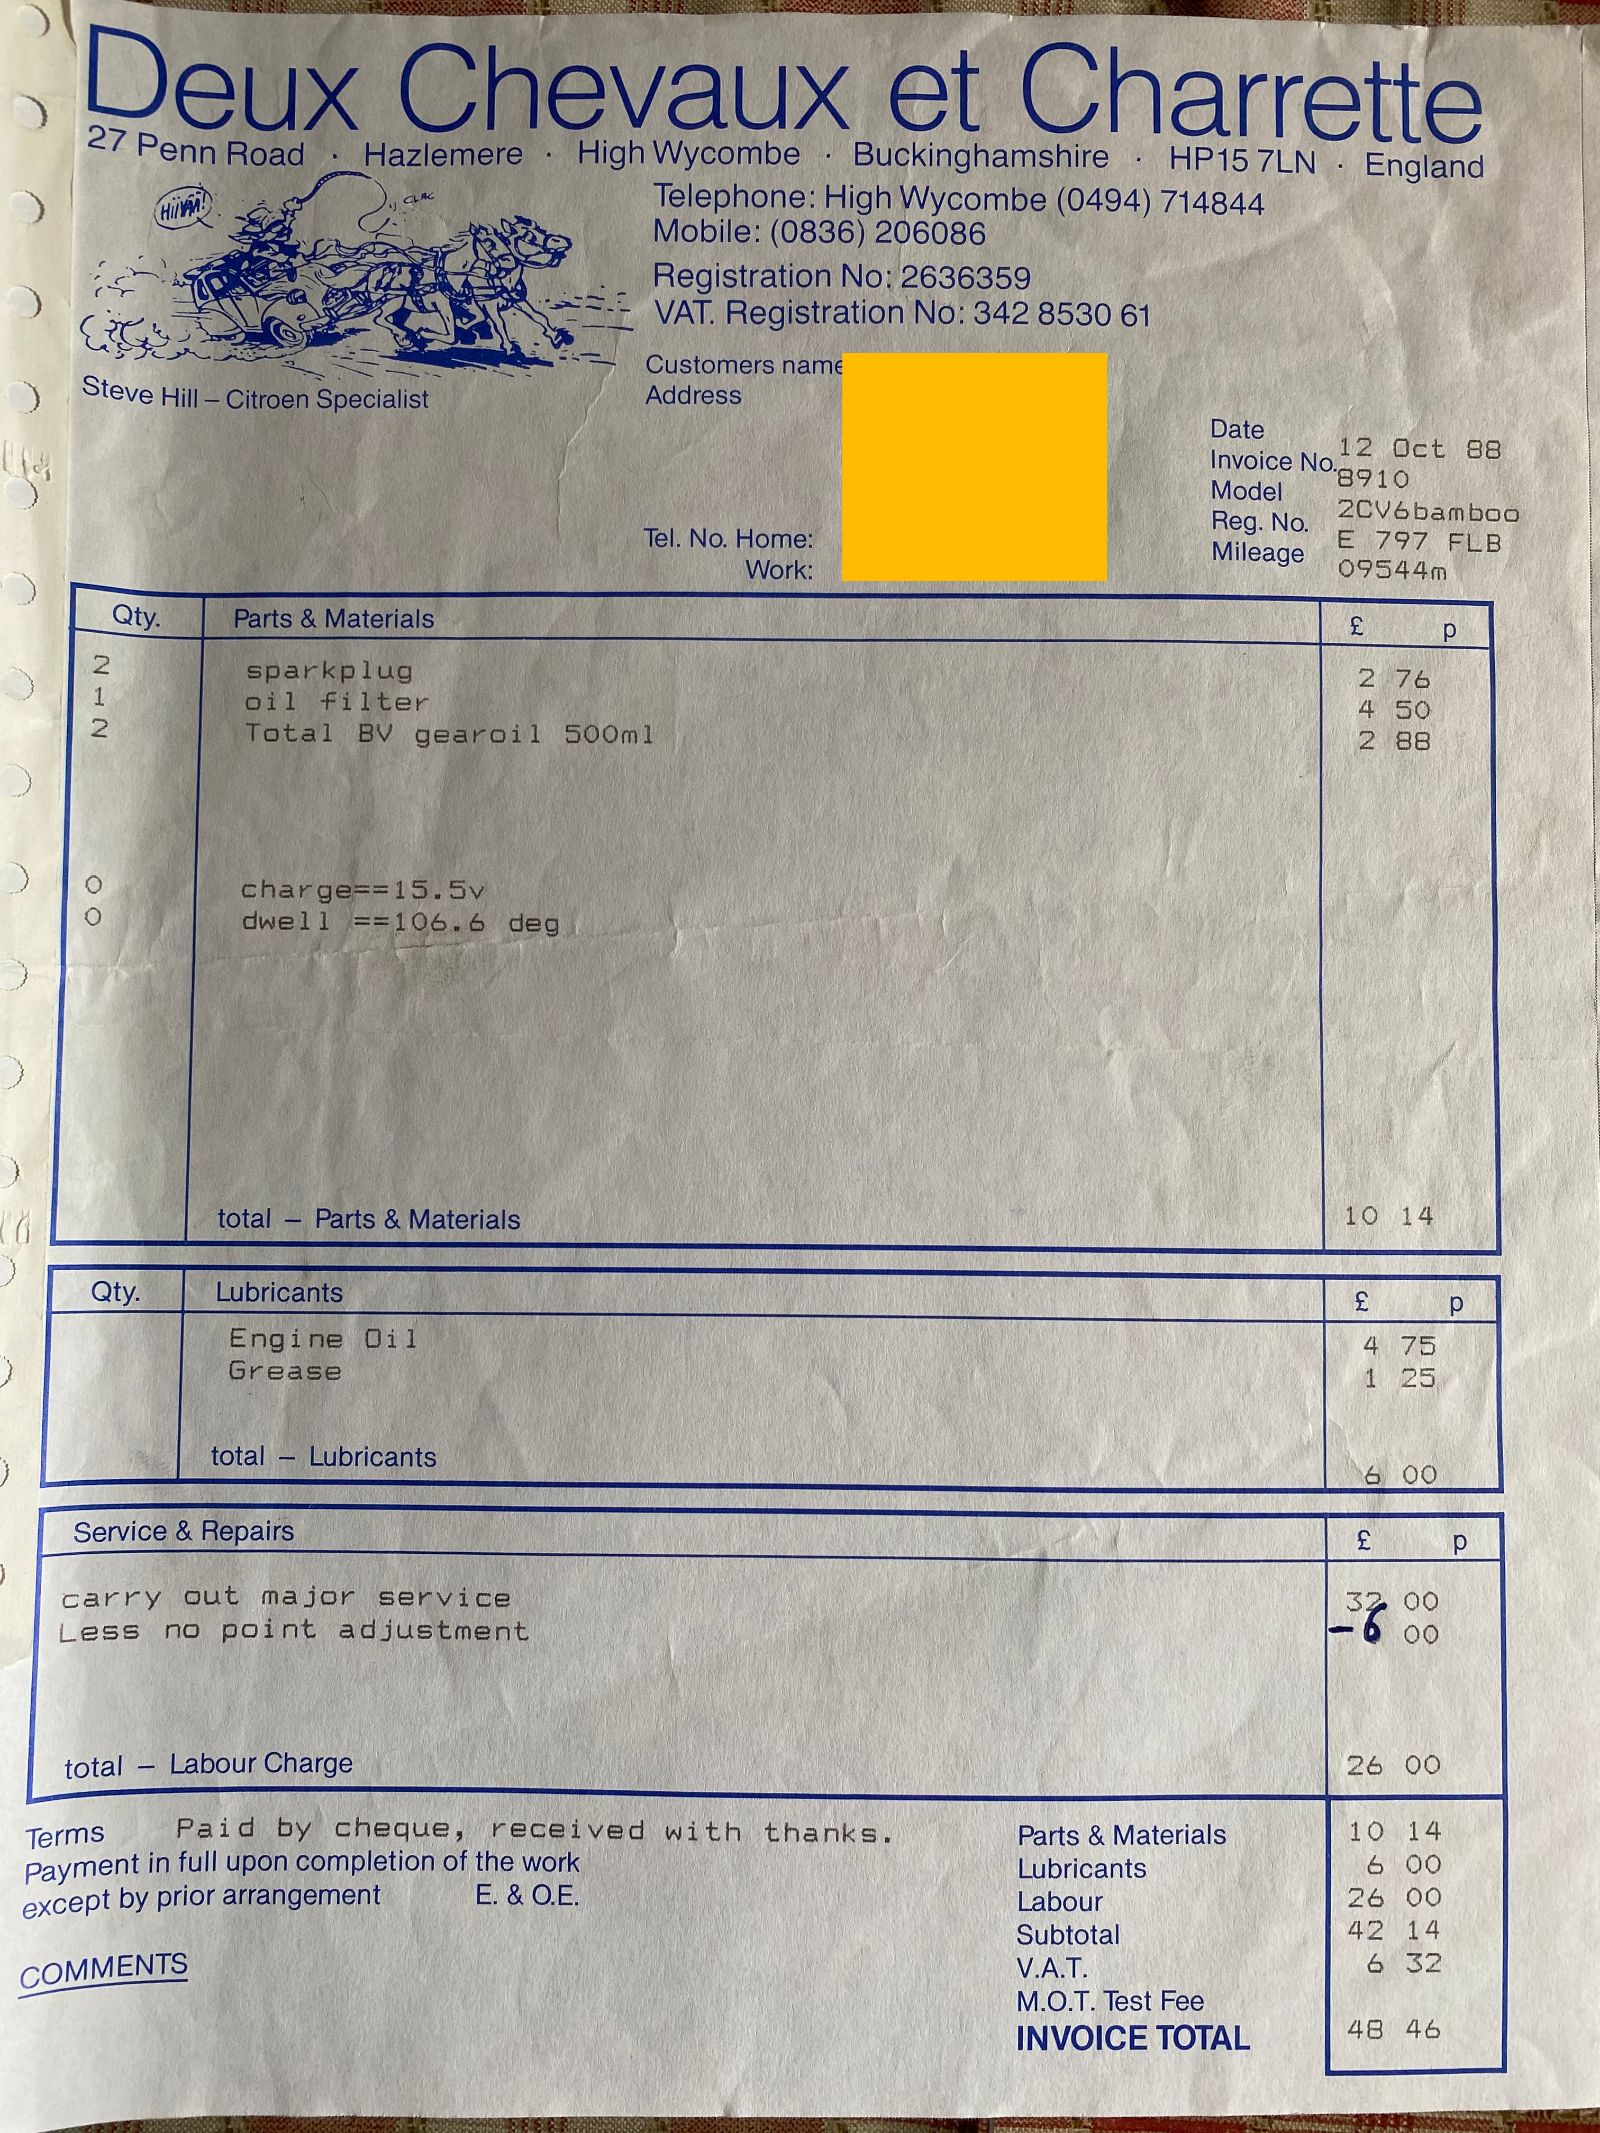 Deux Chevaux et Charrette
27 Penn Road · Hazlemere · High Wycombe · Buckinghamshire · HP15 7LN · England
HiiYAA!
CLAC
Telephone: High Wycombe (0494) 714844
Mobile: (0836) 206086
Registration No: 2636359
VAT. Registration No: 342 8530 61
Steve Hill – Citroen Specialist
Customers name
Address
Tel. No. Home:
Work:
Date 12 Oct 88
Invoice No. 8910
Model 2CV6bamboo
Reg. No. E 797 FLB
Mileage 09544m
Qty. Parts & Materials £ p
2 sparkplug 2 76
1 oil filter 4 50
2 Total BV gearoil 500ml 2 88
0 charge==15.5v
0 dwell ==106.6 deg
total – Parts & Materials 10 14
Qty. Lubricants £ p
Engine Oil 4 75
Grease 1 25
total – Lubricants 6 00
Service & Repairs £ p
carry out major service 32 00
Less no point adjustment -6 00
total – Labour Charge 26 00
Terms Paid by cheque, received with thanks.
Payment in full upon completion of the work
except by prior arrangement E. & O.E.
COMMENTS
Parts & Materials 10 14
Lubricants 6 00
Labour 26 00
Subtotal 42 14
V.A.T. 6 32
M.O.T. Test Fee
INVOICE TOTAL 48 46